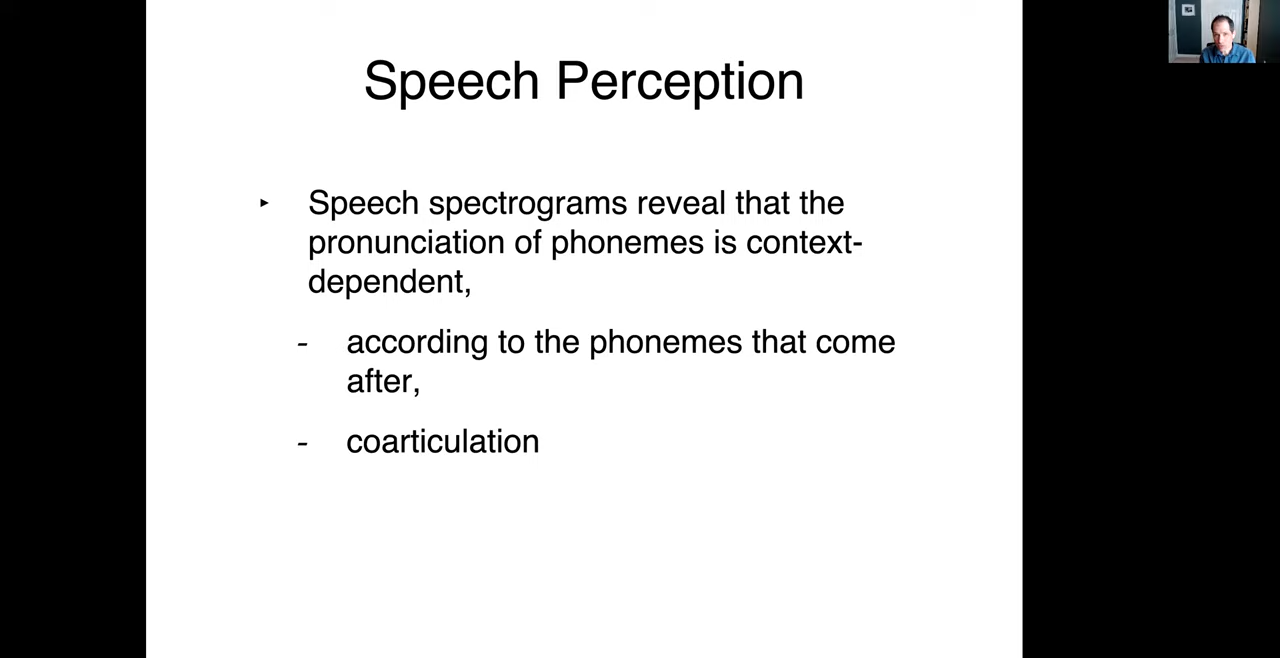 Speech Perception
‣ Speech spectrograms reveal that the
pronunciation of phonemes is context-
dependent,
- according to the phonemes that come
after,
- coarticulation